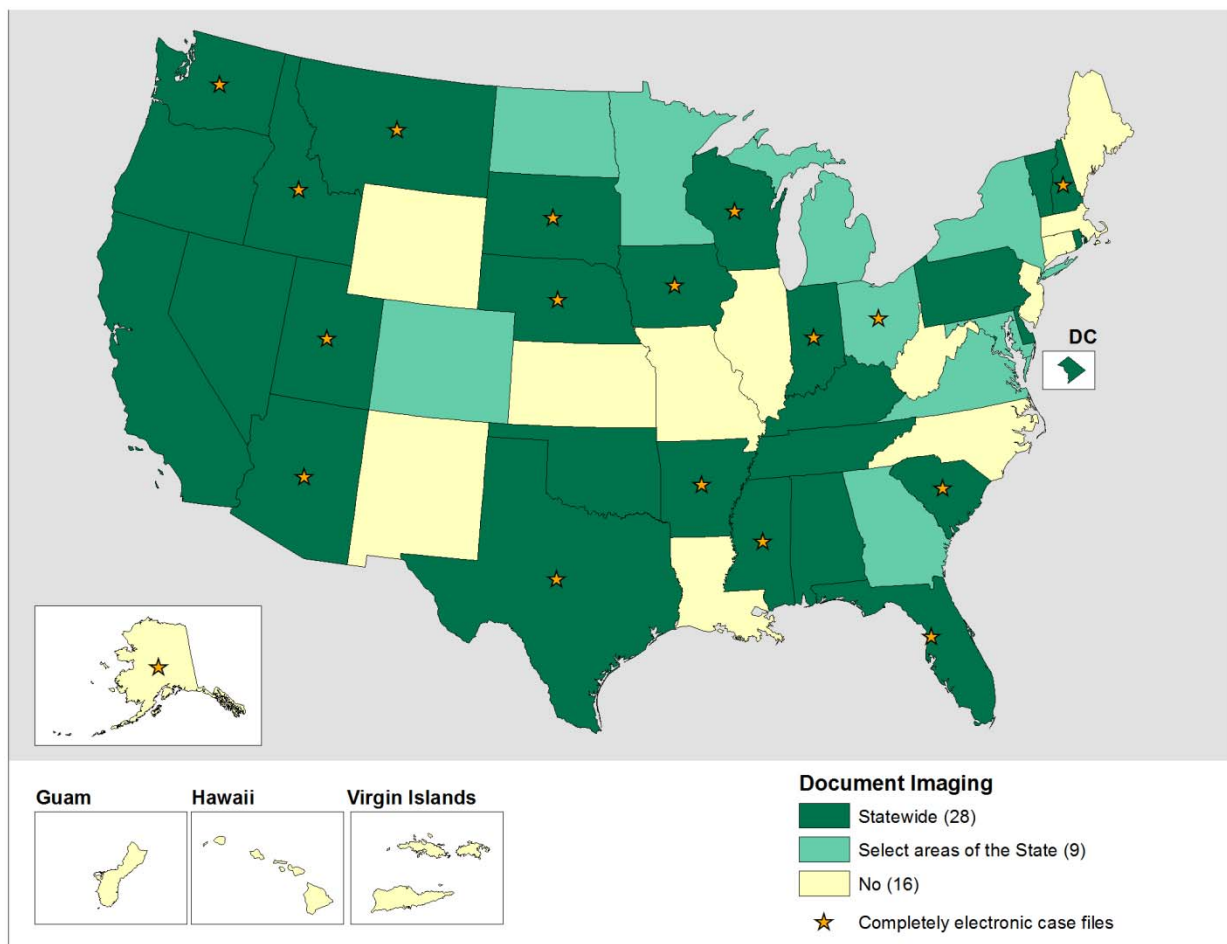 DC
Guam
Hawaii
Virgin Islands
Document Imaging
Statewide (28)
Select areas of the State (9)
No (16)
Completely electronic case files